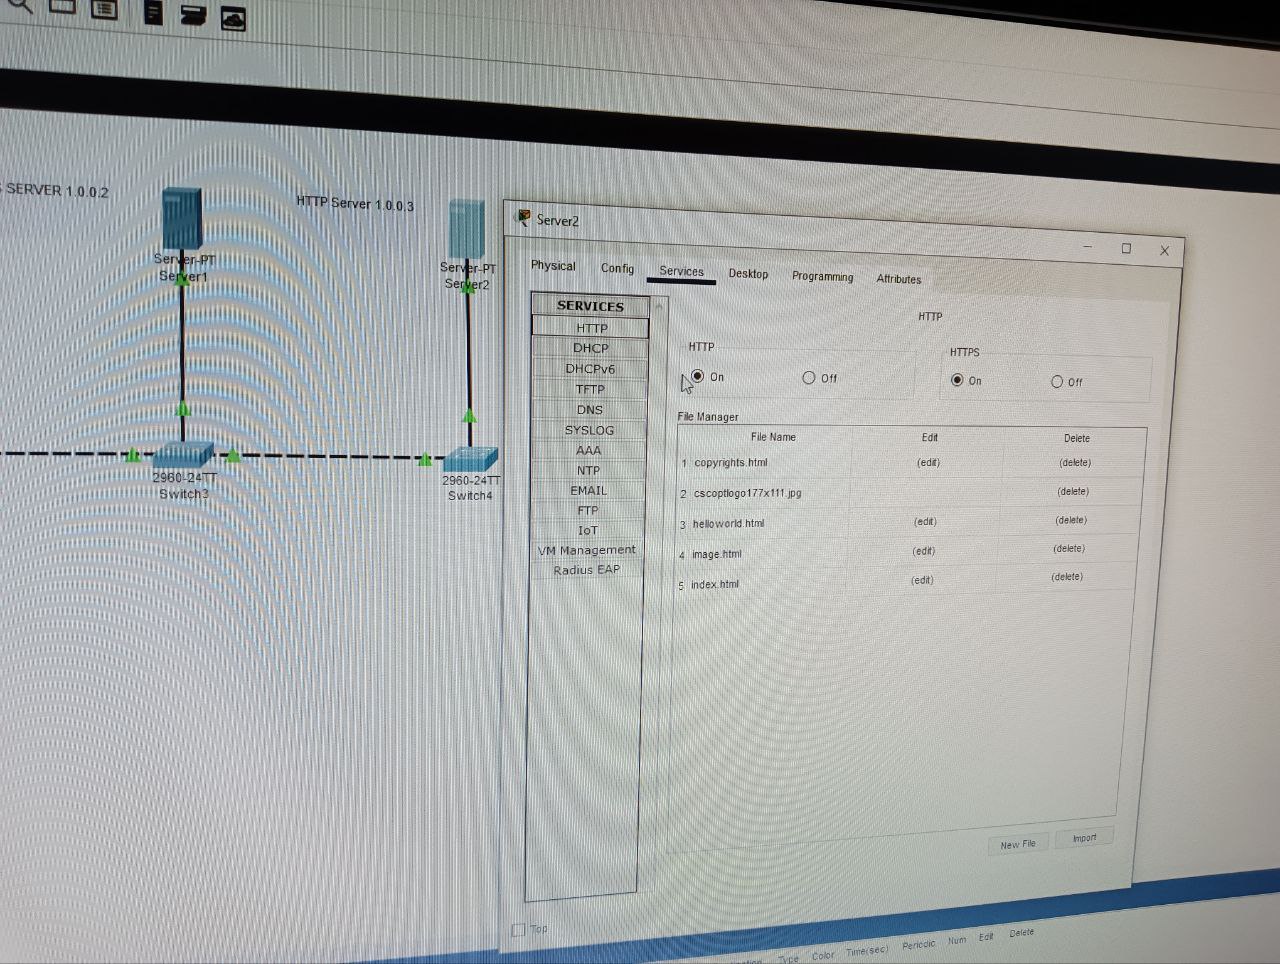 SERVER 1.0.0.2
HTTP Server 1.0.0.3
Server-PT
Server1
Server-PT
Server2
2960-24TT
Switch3
2960-24TT
Switch4
Server2
Physical Config Services Desktop Programming Attributes
SERVICES
HTTP
DHCP
DHCPv6
TFTP
DNS
SYSLOG
AAA
NTP
EMAIL
FTP
IoT
VM Management
Radius EAP
HTTP
HTTP
On Off
HTTPS
On Off
File Manager
File Name Edit Delete
1 copyrights.html (edit) (delete)
2 cscoptlogo177x111.jpg (delete)
3 helloworld.html (edit) (delete)
4 image.html (edit) (delete)
5 index.html (edit) (delete)
New File Import
Top
Type Color Time(sec) Periodic Num Edit Delete